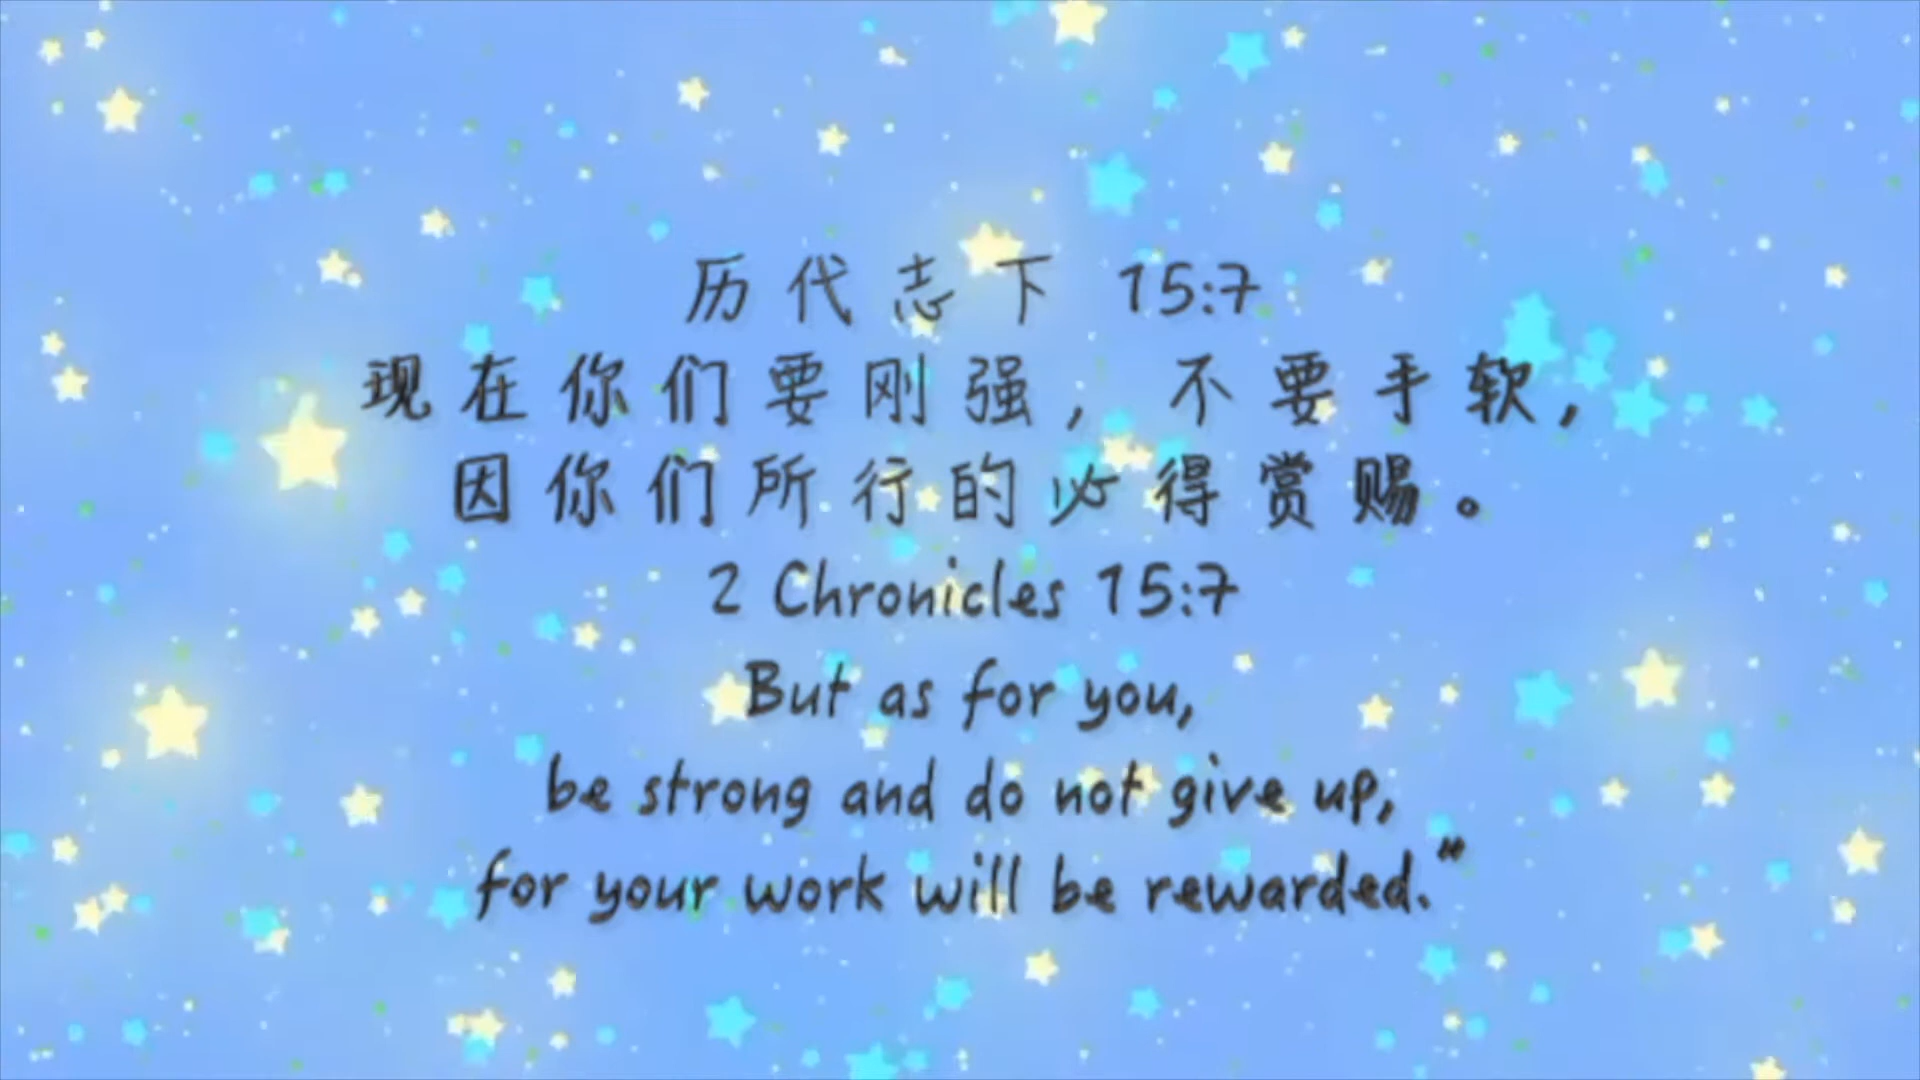 历代志下 15:7
现在你们要刚强，不要手软，
因你们所行的必得赏赐。
2 Chronicles 15:7
But as for you,
be strong and do not give up,
for your work will be rewarded.”